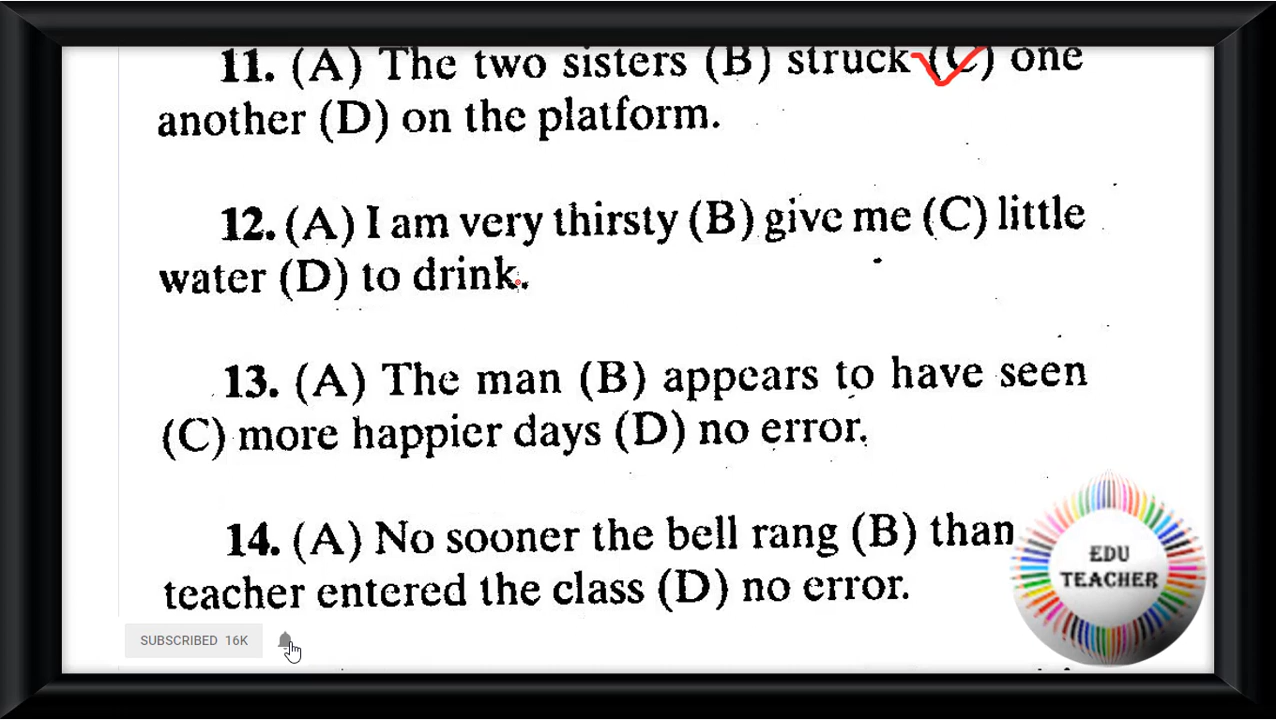 11. (A) The two sisters (B) struck (C) one
another (D) on the platform.
12. (A) I am very thirsty (B) give me (C) little
water (D) to drink.
13. (A) The man (B) appears to have seen
(C) more happier days (D) no error.
14. (A) No sooner the bell rang (B) than
teacher entered the class (D) no error.
EDU
TEACHER
SUBSCRIBED 16K